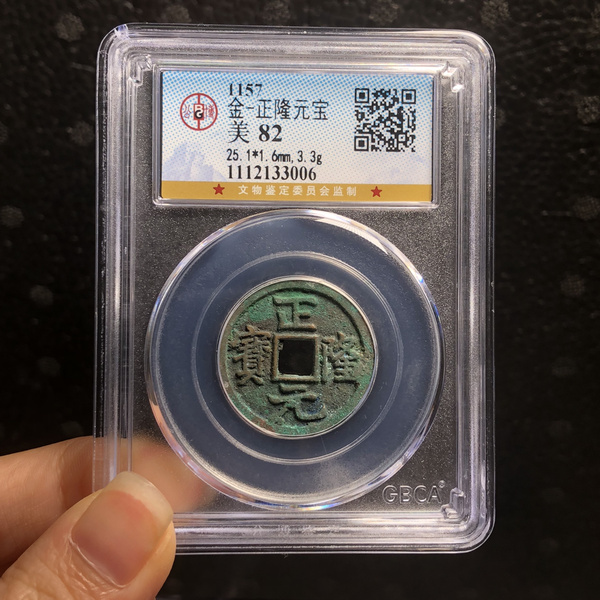 1157
金-正隆元宝
美 82
25.1*1.6mm,3.3g
1112133006
文物鉴定委员会监制
正
隆
元
寶
GBCA®